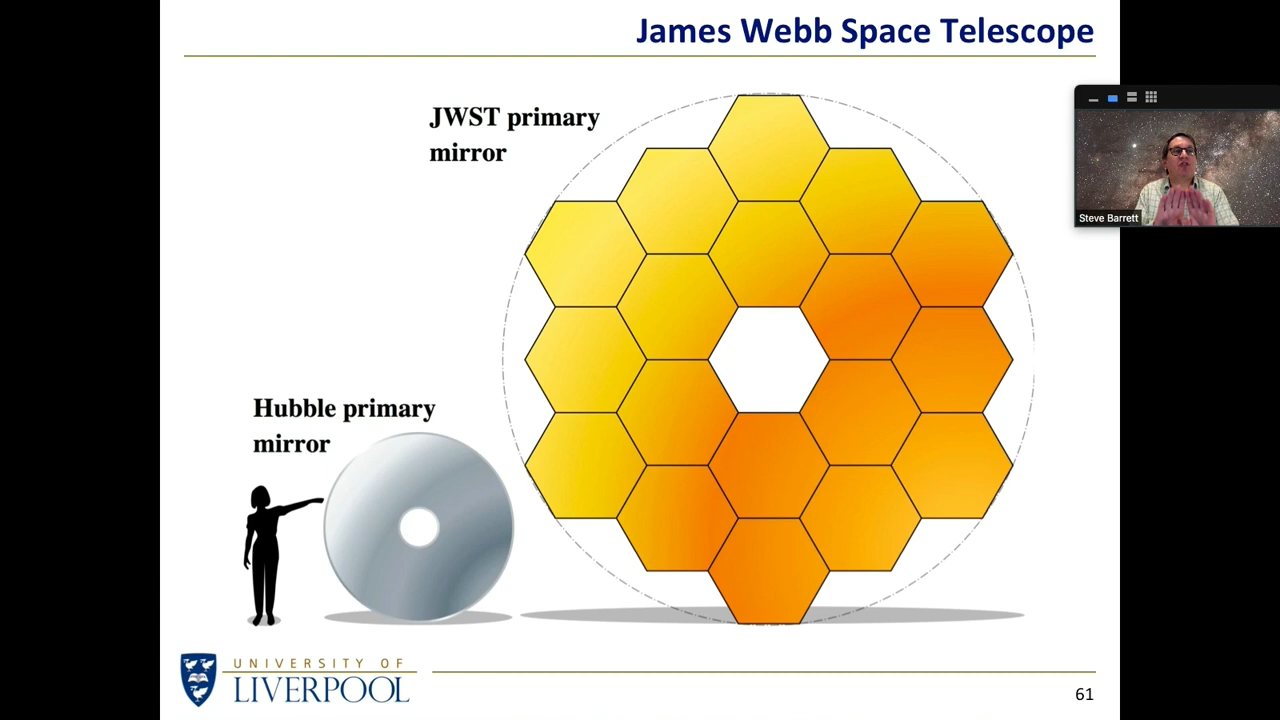 James Webb Space Telescope
JWST primary
mirror
Steve Barrett
Hubble primary
mirror
UNIVERSITY OF
LIVERPOOL
61